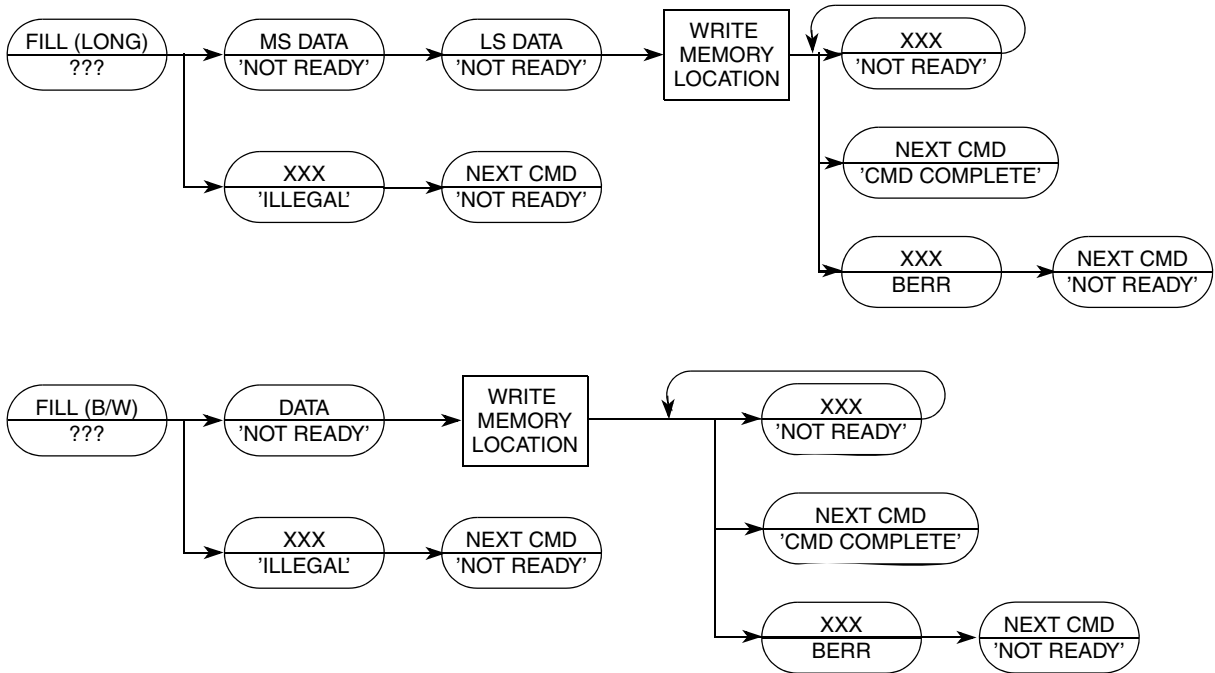 FILL (LONG)
???
MS DATA
'NOT READY'
LS DATA
'NOT READY'
WRITE
MEMORY
LOCATION
XXX
'NOT READY'
XXX
'ILLEGAL'
NEXT CMD
'NOT READY'
NEXT CMD
'CMD COMPLETE'
XXX
BERR
NEXT CMD
'NOT READY'
FILL (B/W)
???
DATA
'NOT READY'
WRITE
MEMORY
LOCATION
XXX
'NOT READY'
XXX
'ILLEGAL'
NEXT CMD
'NOT READY'
NEXT CMD
'CMD COMPLETE'
XXX
BERR
NEXT CMD
'NOT READY'